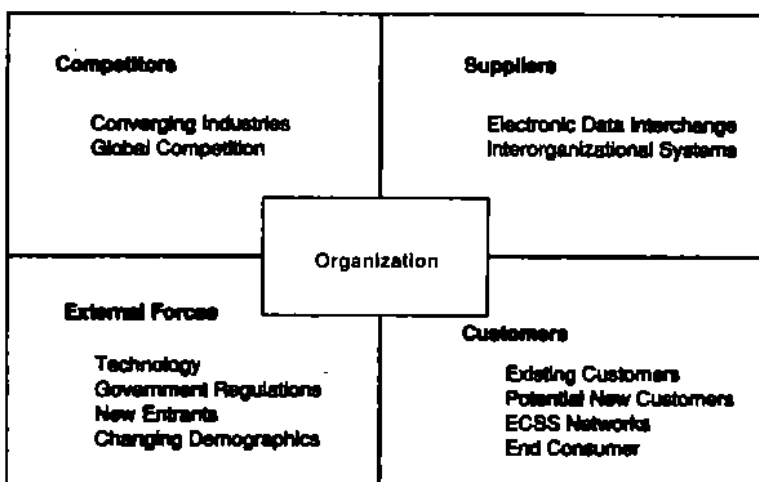 Competitors
Converging Industries
Global Competition
Suppliers
Electronic Data Interchange
Interorganizational Systems
Organization
External Forces
Technology
Government Regulations
New Entrants
Changing Demographics
Customers
Existing Customers
Potential New Customers
ECSS Networks
End Consumer